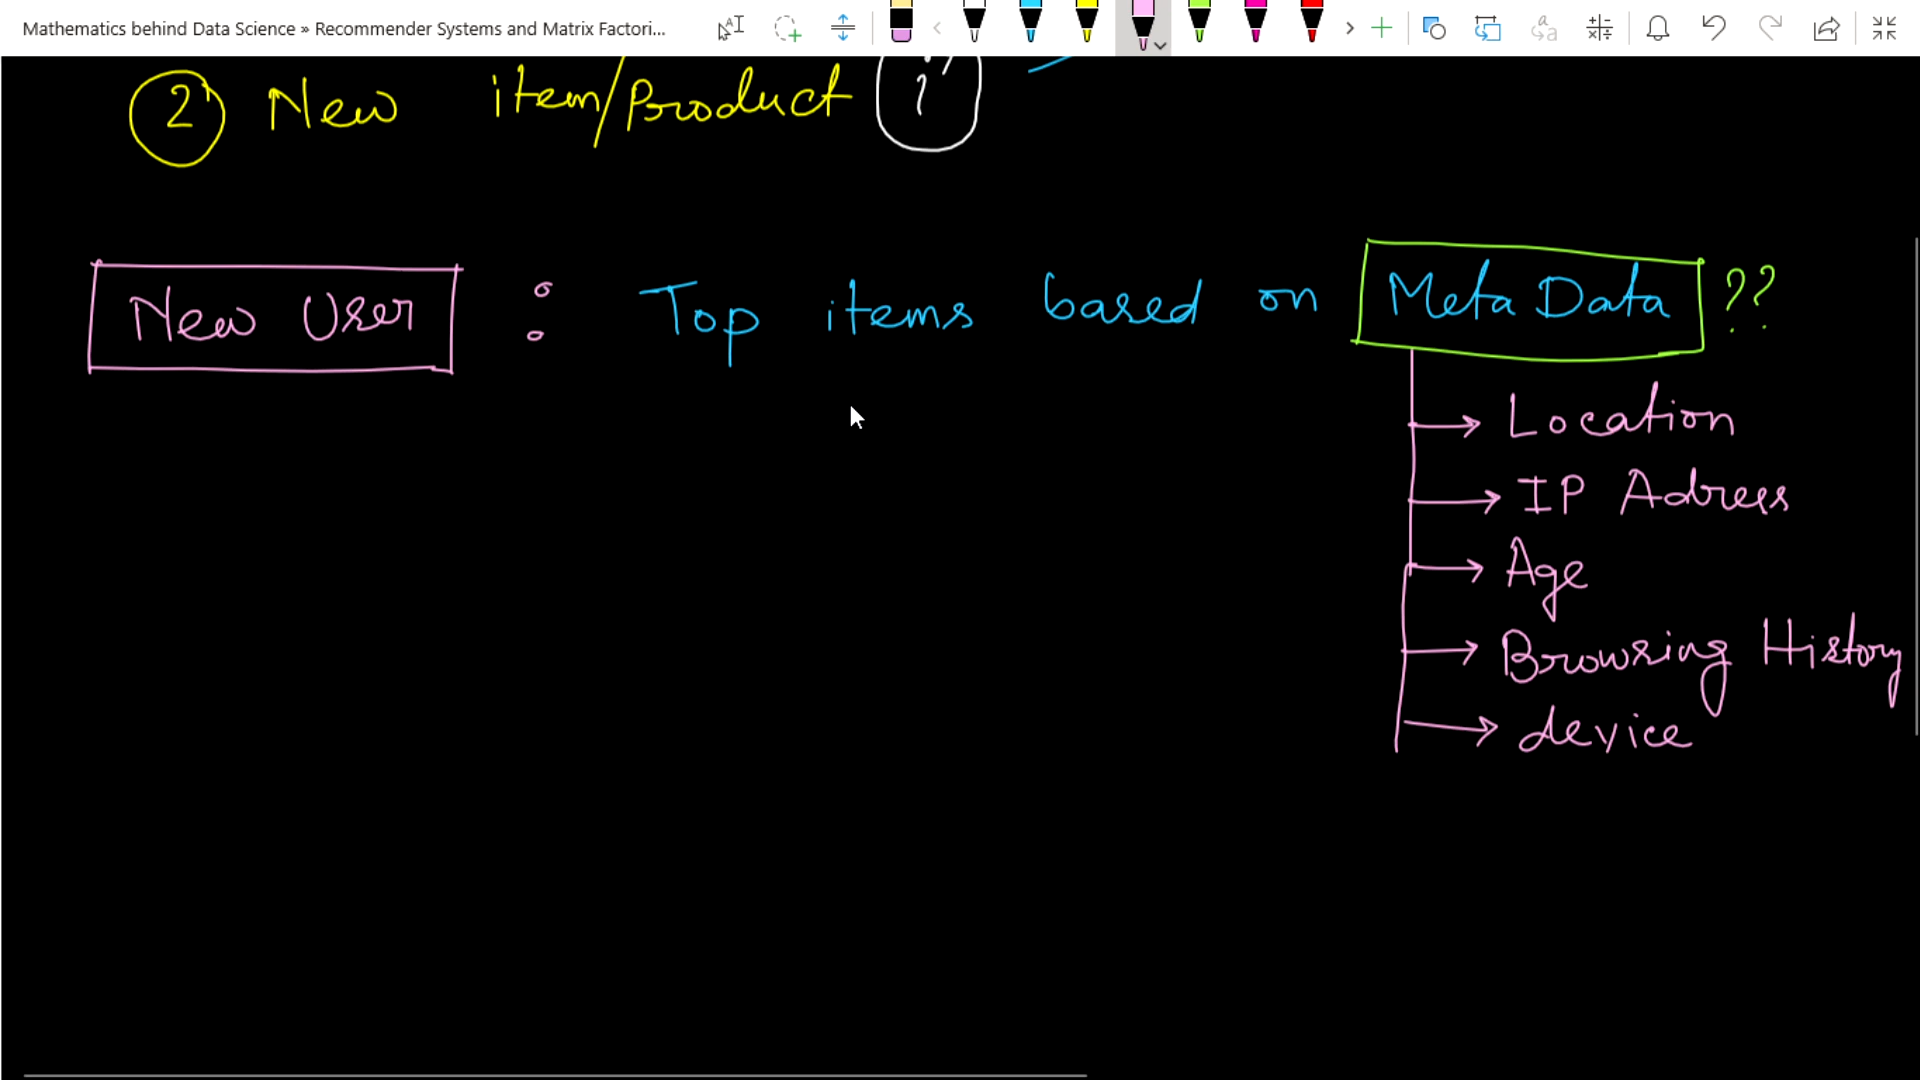 Mathematics behind Data Science » Recommender Systems and Matrix Factori...
2 New item/Product ?
New User : Top items based on Meta Data ??
Location
IP Adress
Age
Browsing History
device